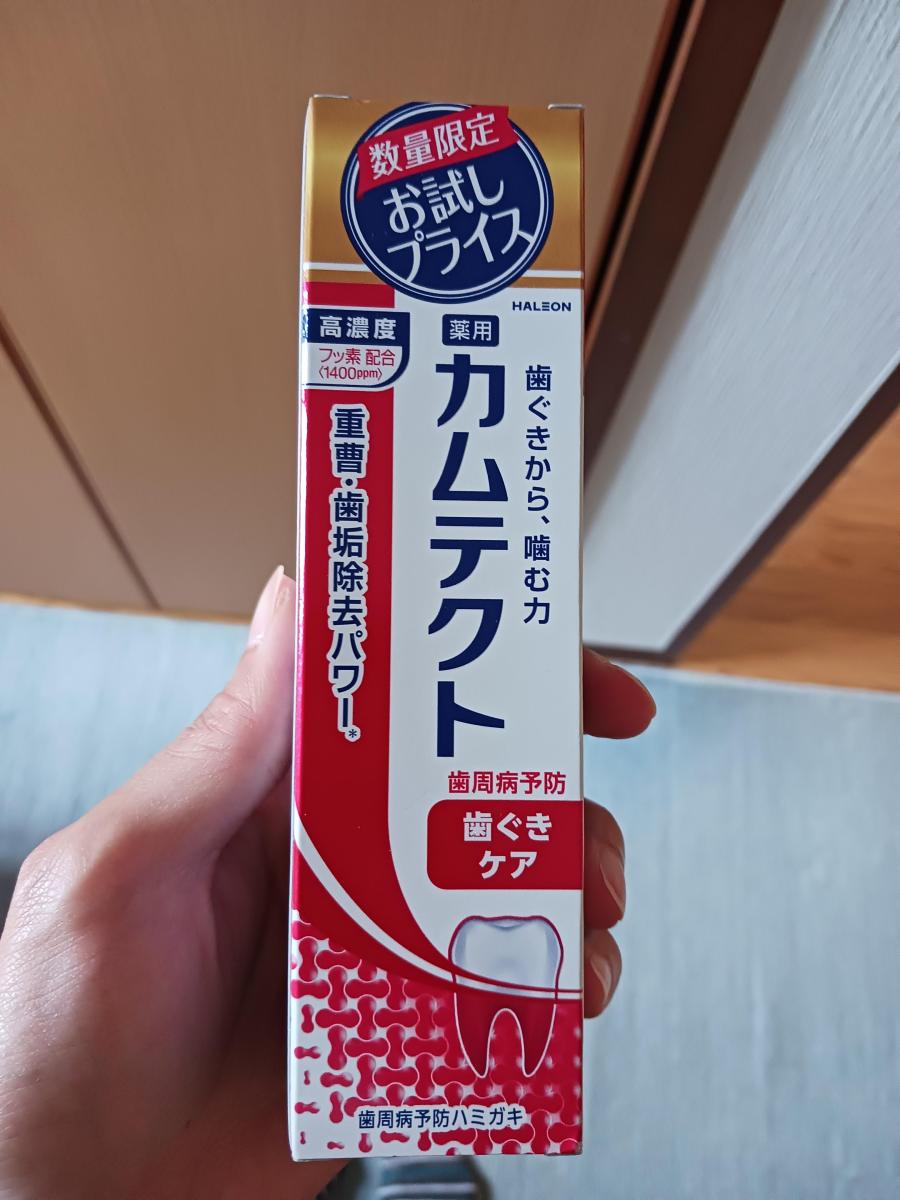 数量限定
お試し
プライス
HALEON
高濃度
フッ素 配合
〈1400ppm〉
薬用
カムテクト
歯ぐきから、噛む力
重曹・歯垢除去パワー*
歯周病予防
歯ぐき
ケア
歯周病予防ハミガキ